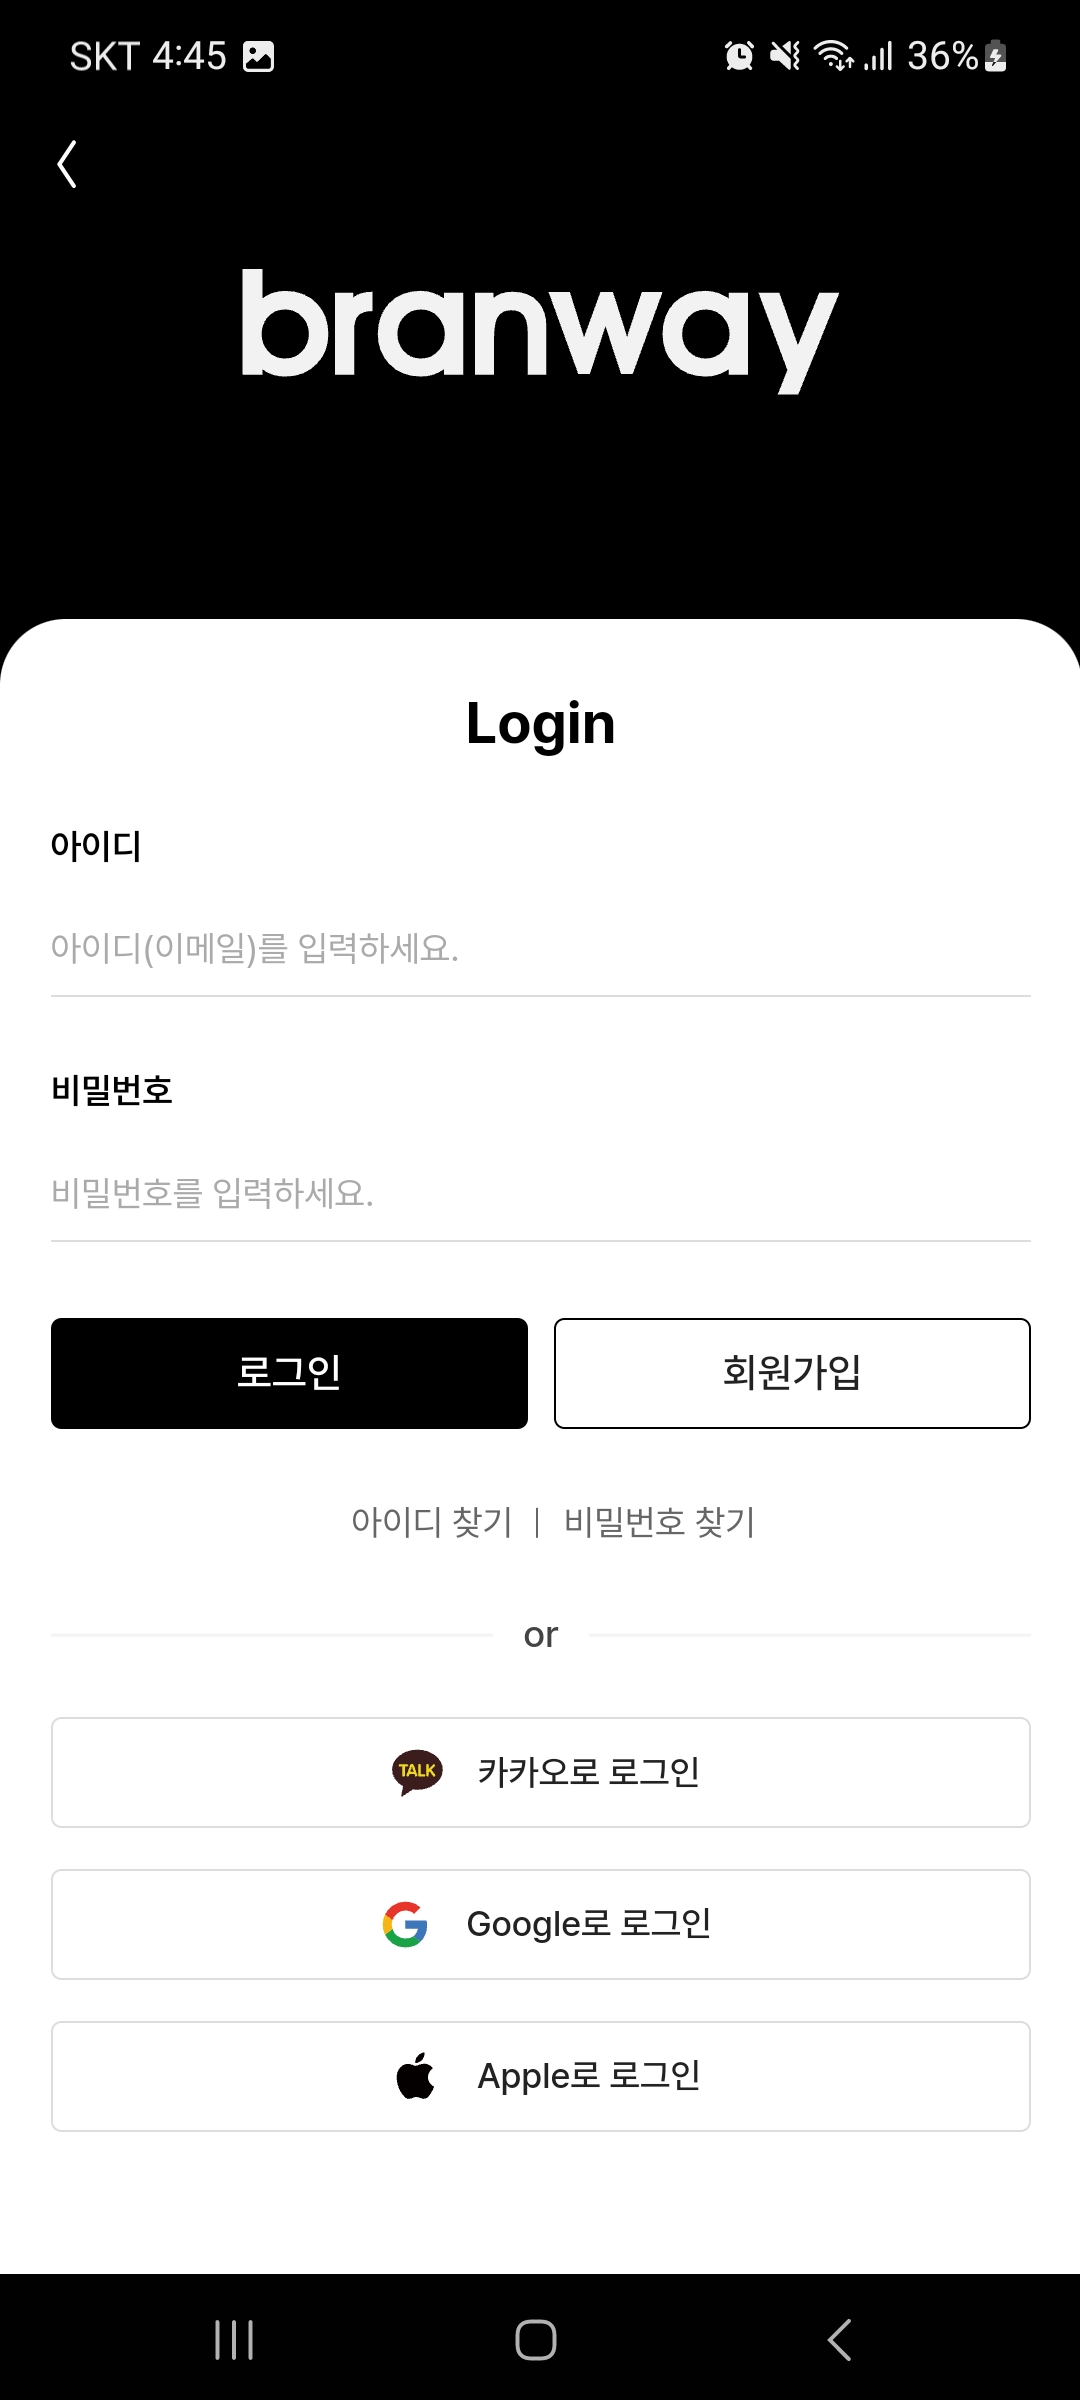 SKT 4:45 36%
branway
Login
아이디
아이디(이메일)를 입력하세요.
비밀번호
비밀번호를 입력하세요.
로그인 회원가입
아이디 찾기 | 비밀번호 찾기
or
TALK 카카오로 로그인
Google로 로그인
Apple로 로그인